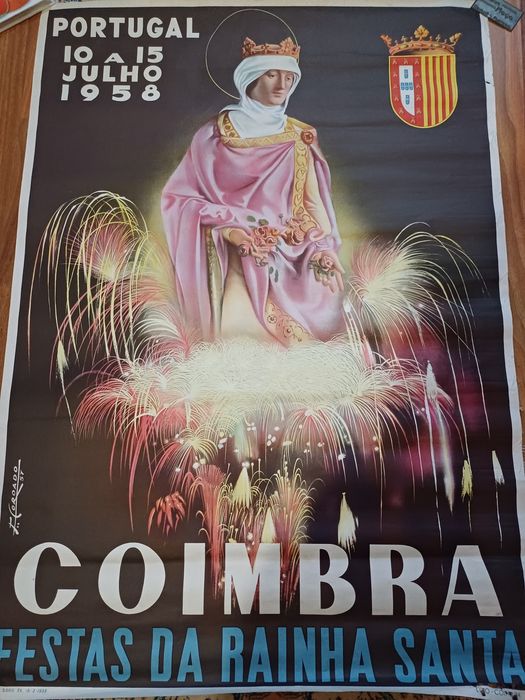 PORTUGAL
10 A 15
JULHO
1958
COIMBRA
FESTAS DA RAINHA SANTA